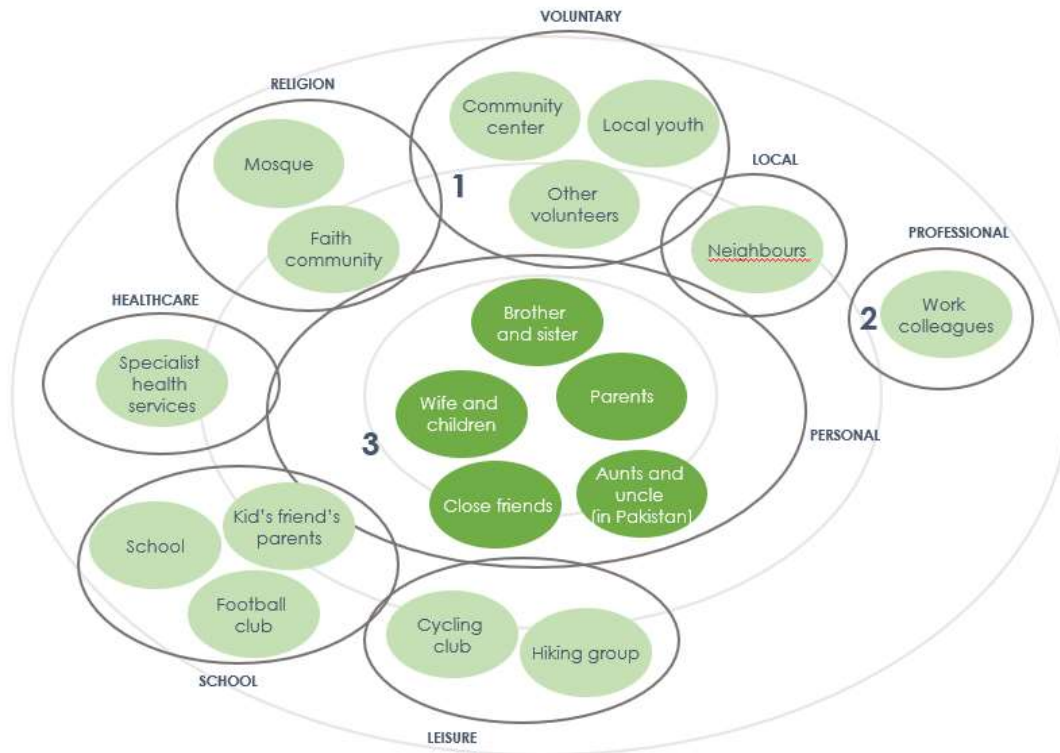 VOLUNTARY
Community
center
Local youth
Other
volunteers
RELIGION
Mosque
Faith
community
1
LOCAL
Neighbours
PROFESSIONAL
2
Work
colleagues
HEALTHCARE
Specialist
health
services
Brother
and sister
Wife and
children
Parents
3
Close friends
Aunts and
uncle
(in Pakistan)
PERSONAL
School
Kid's friend's
parents
Football
club
SCHOOL
Cycling
club
Hiking group
LEISURE